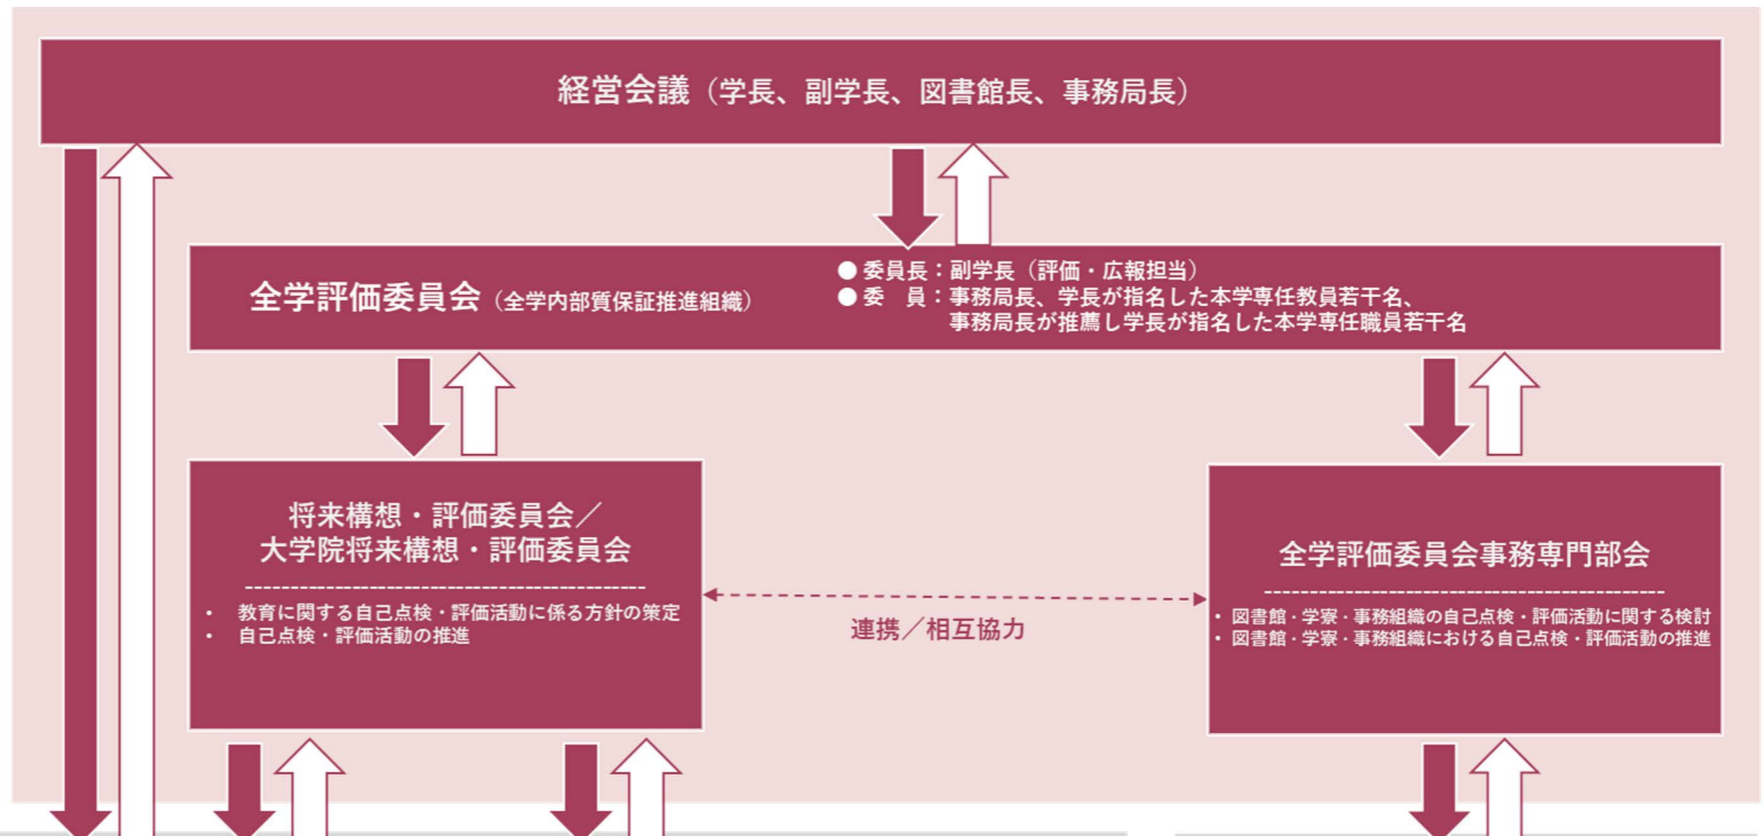 経営会議（学長、副学長、図書館長、事務局長）
全学評価委員会（全学内部質保証推進組織）
●委員長：副学長（評価・広報担当）
●委　員：事務局長、学長が指名した本学専任教員若干名、
事務局長が推薦し学長が指名した本学専任職員若干名
将来構想・評価委員会／
大学院将来構想・評価委員会
• 教育に関する自己点検・評価活動に係る方針の策定
• 自己点検・評価活動の推進
連携／相互協力
全学評価委員会事務専門部会
• 図書館・学寮・事務組織の自己点検・評価活動に関する検討
• 図書館・学寮・事務組織における自己点検・評価活動の推進